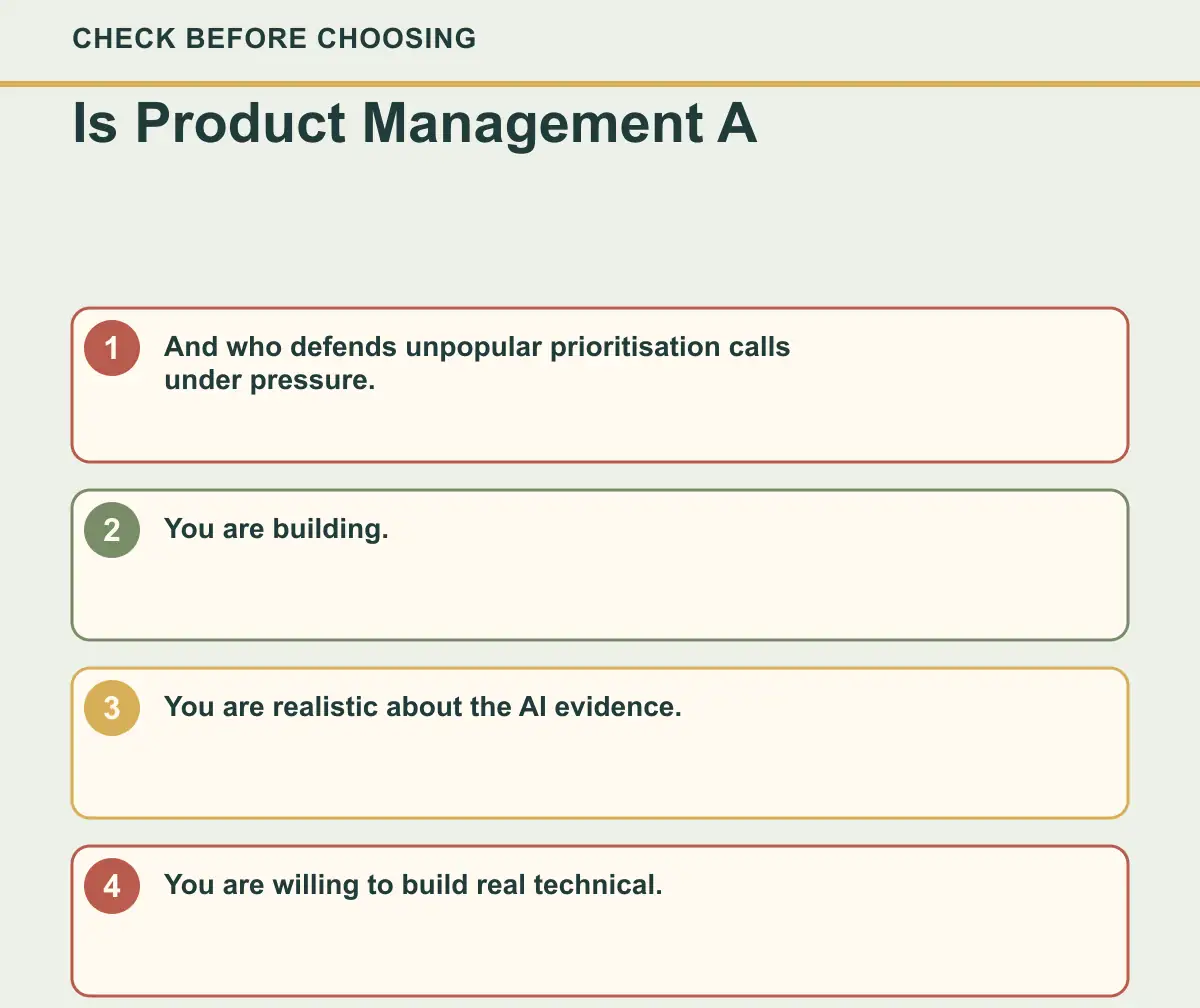 CHECK BEFORE CHOOSING
Is Product Management A
1
And who defends unpopular prioritisation calls
under pressure.
2
You are building.
3
You are realistic about the AI evidence.
4
You are willing to build real technical.